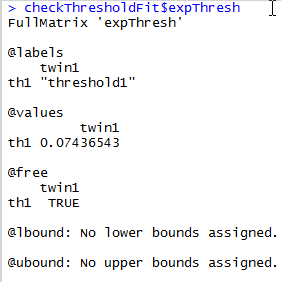 > checkThresholdFit$expThresh
FullMatrix 'expThresh'
@labels
twin1
th1 "threshold1"
@values
twin1
th1 0.07436543
@free
twin1
th1 TRUE
@lbound: No lower bounds assigned.
@ubound: No upper bounds assigned.